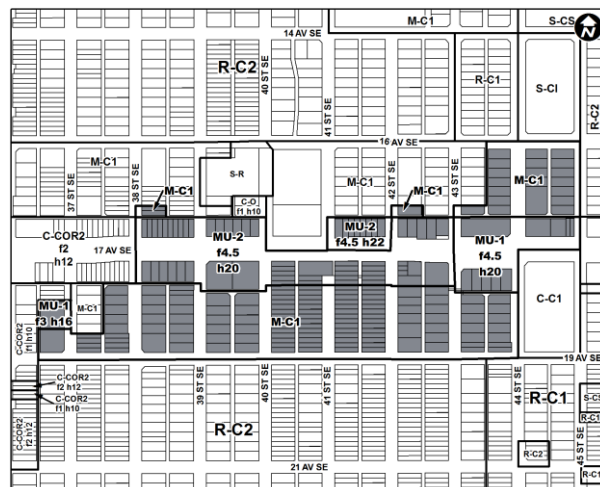 M-C1
S-CS
14 AV SE
N
R-C2
40 ST SE
41 ST SE
R-C1
S-CI
R-C2
16 AV SE
M-C1
37 ST SE
38 ST SE
M-C1
S-R
C-O
f1 h10
M-C1
42 ST SE
M-C1
43 ST SE
M-C1
C-COR2
f2
h12
17 AV SE
MU-2
f4.5
h20
MU-2
f4.5 h22
MU-1
f4.5
h20
C-COR2
f1 h10
MU-1
f3 h16
M-C1
M-C1
C-C1
19 AV SE
C-COR2
f2 h12
C-COR2
f1 h10
C-COR2
f2 h12
39 ST SE
40 ST SE
41 ST SE
R-C2
44 ST SE
R-C1
S-CS
R-C1
45 ST SE
R-C2
R-C1
21 AV SE